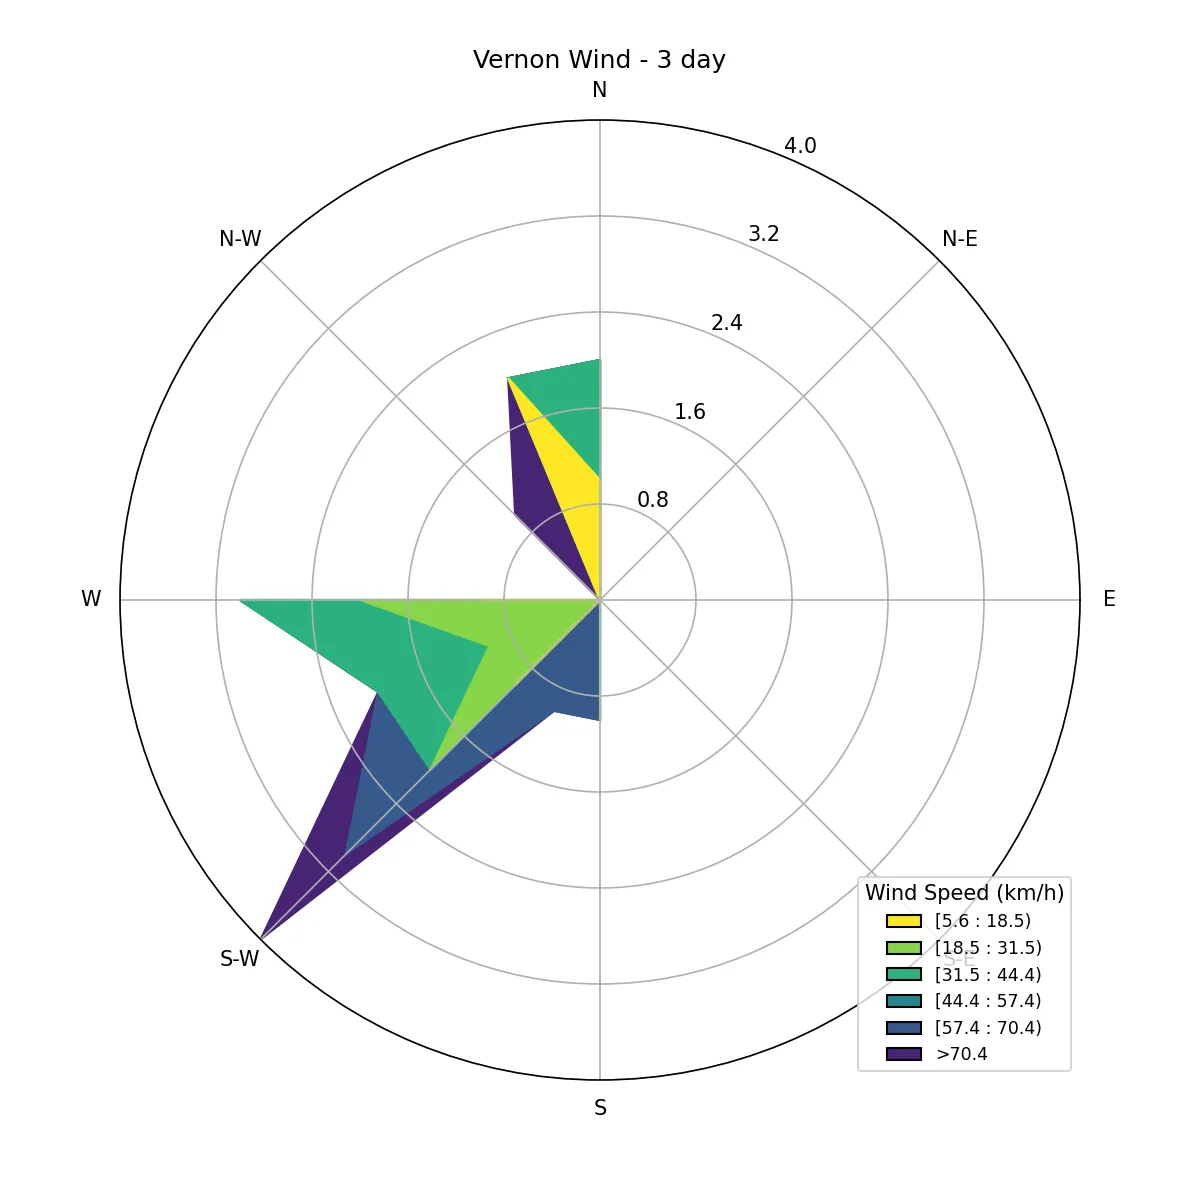 Vernon Wind - 3 day
N
4.0
N-W
3.2
N-E
2.4
1.6
0.8
W
E
S-W
S-E
S
Wind Speed (km/h)
[5.6 : 18.5)
[18.5 : 31.5)
[31.5 : 44.4)
[44.4 : 57.4)
[57.4 : 70.4)
>70.4